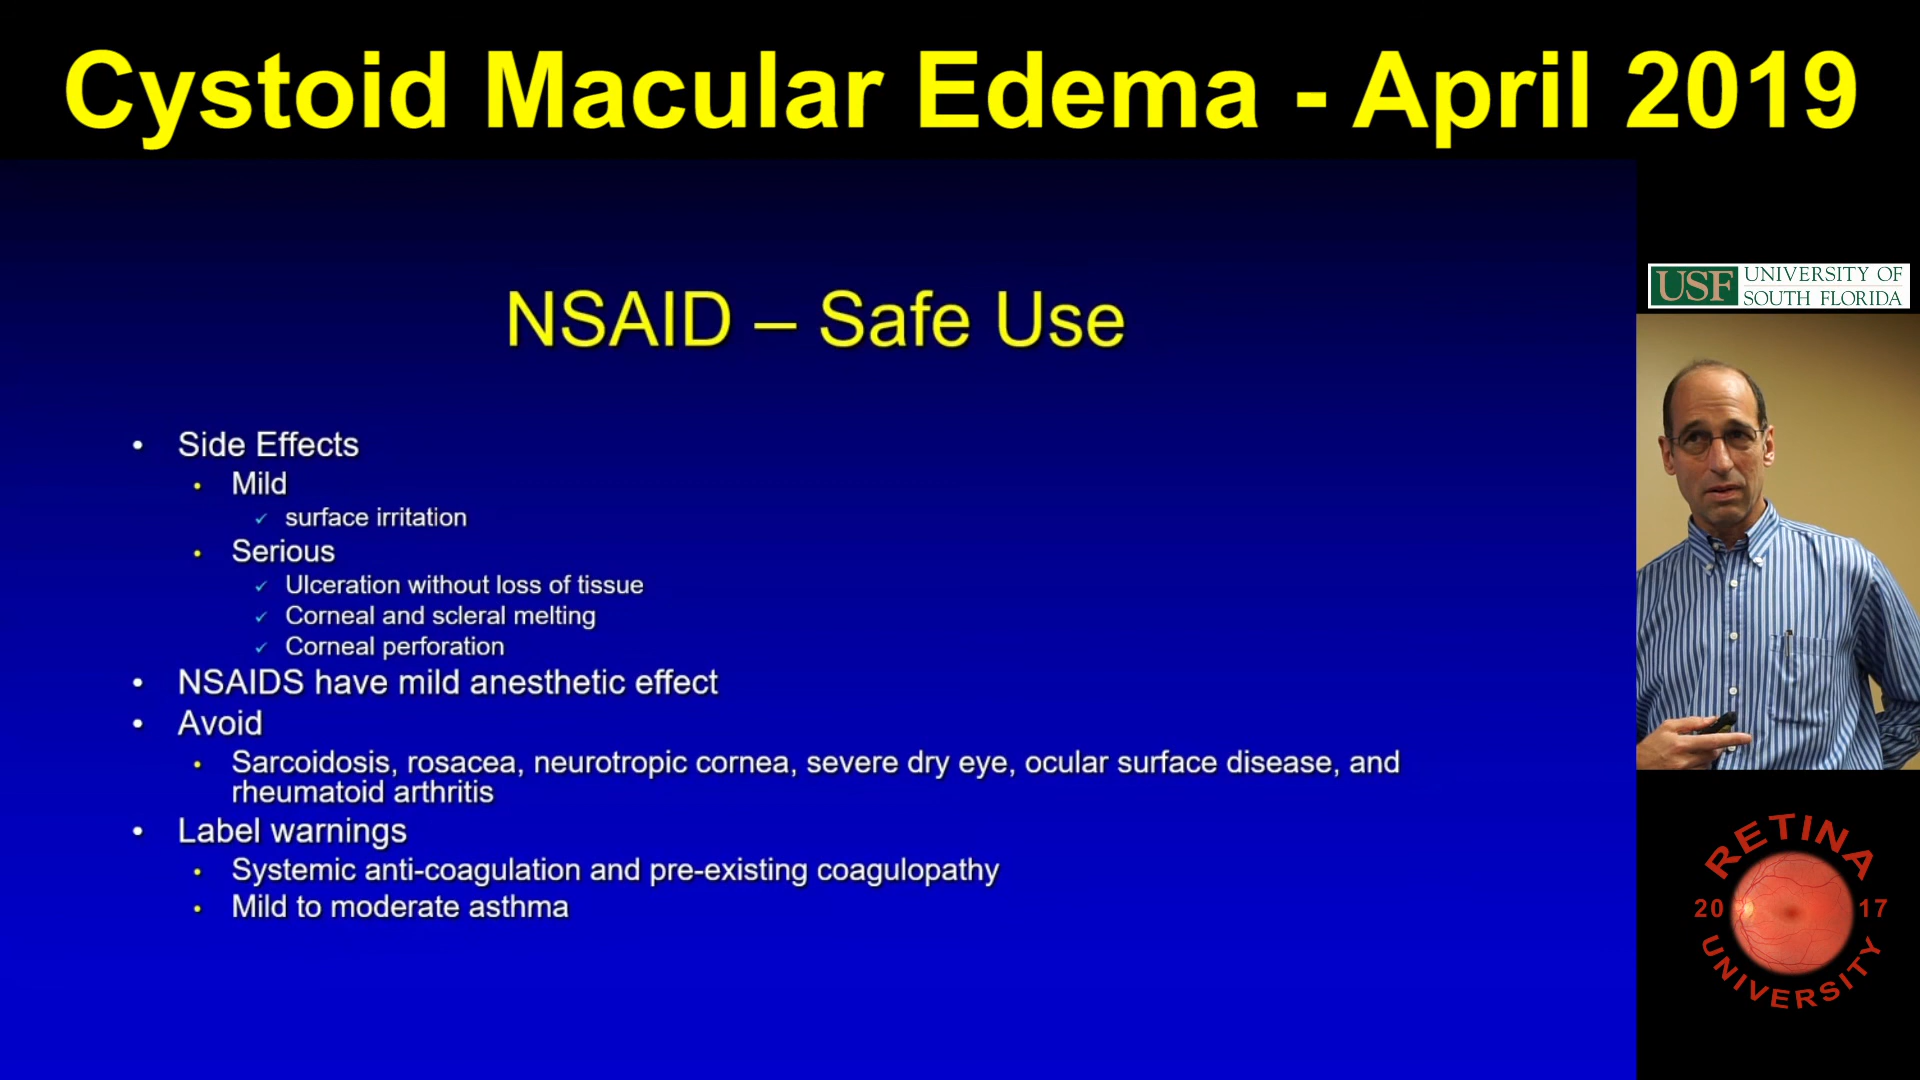 Cystoid Macular Edema - April 2019
USF UNIVERSITY OF
SOUTH FLORIDA
NSAID – Safe Use
• Side Effects
• Mild
✓ surface irritation
• Serious
✓ Ulceration without loss of tissue
✓ Corneal and scleral melting
✓ Corneal perforation
• NSAIDS have mild anesthetic effect
• Avoid
• Sarcoidosis, rosacea, neurotropic cornea, severe dry eye, ocular surface disease, and
rheumatoid arthritis
• Label warnings
• Systemic anti-coagulation and pre-existing coagulopathy
• Mild to moderate asthma
RETINA
20 17
UNIVERSITY